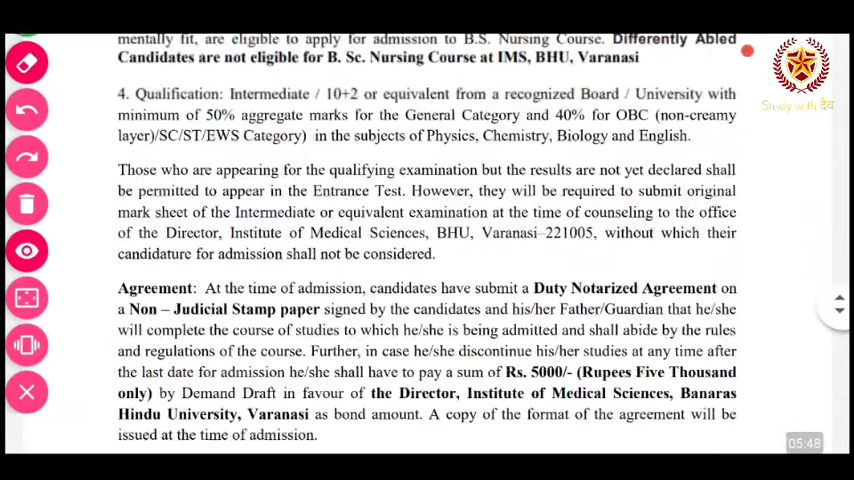 mentally fit, are eligible to apply for admission to B.S. Nursing Course. Differently Abled
Candidates are not eligible for B. Sc. Nursing Course at IMS, BHU, Varanasi
Study with देव
4. Qualification: Intermediate / 10+2 or equivalent from a recognized Board / University with
minimum of 50% aggregate marks for the General Category and 40% for OBC (non-creamy
layer)/SC/ST/EWS Category) in the subjects of Physics, Chemistry, Biology and English.
Those who are appearing for the qualifying examination but the results are not yet declared shall
be permitted to appear in the Entrance Test. However, they will be required to submit original
mark sheet of the Intermediate or equivalent examination at the time of counseling to the office
of the Director, Institute of Medical Sciences, BHU, Varanasi–221005, without which their
candidature for admission shall not be considered.
Agreement: At the time of admission, candidates have submit a Duty Notarized Agreement on
a Non – Judicial Stamp paper signed by the candidates and his/her Father/Guardian that he/she
will complete the course of studies to which he/she is being admitted and shall abide by the rules
and regulations of the course. Further, in case he/she discontinue his/her studies at any time after
the last date for admission he/she shall have to pay a sum of Rs. 5000/- (Rupees Five Thousand
only) by Demand Draft in favour of the Director, Institute of Medical Sciences, Banaras
Hindu University, Varanasi as bond amount. A copy of the format of the agreement will be
issued at the time of admission.
05:48